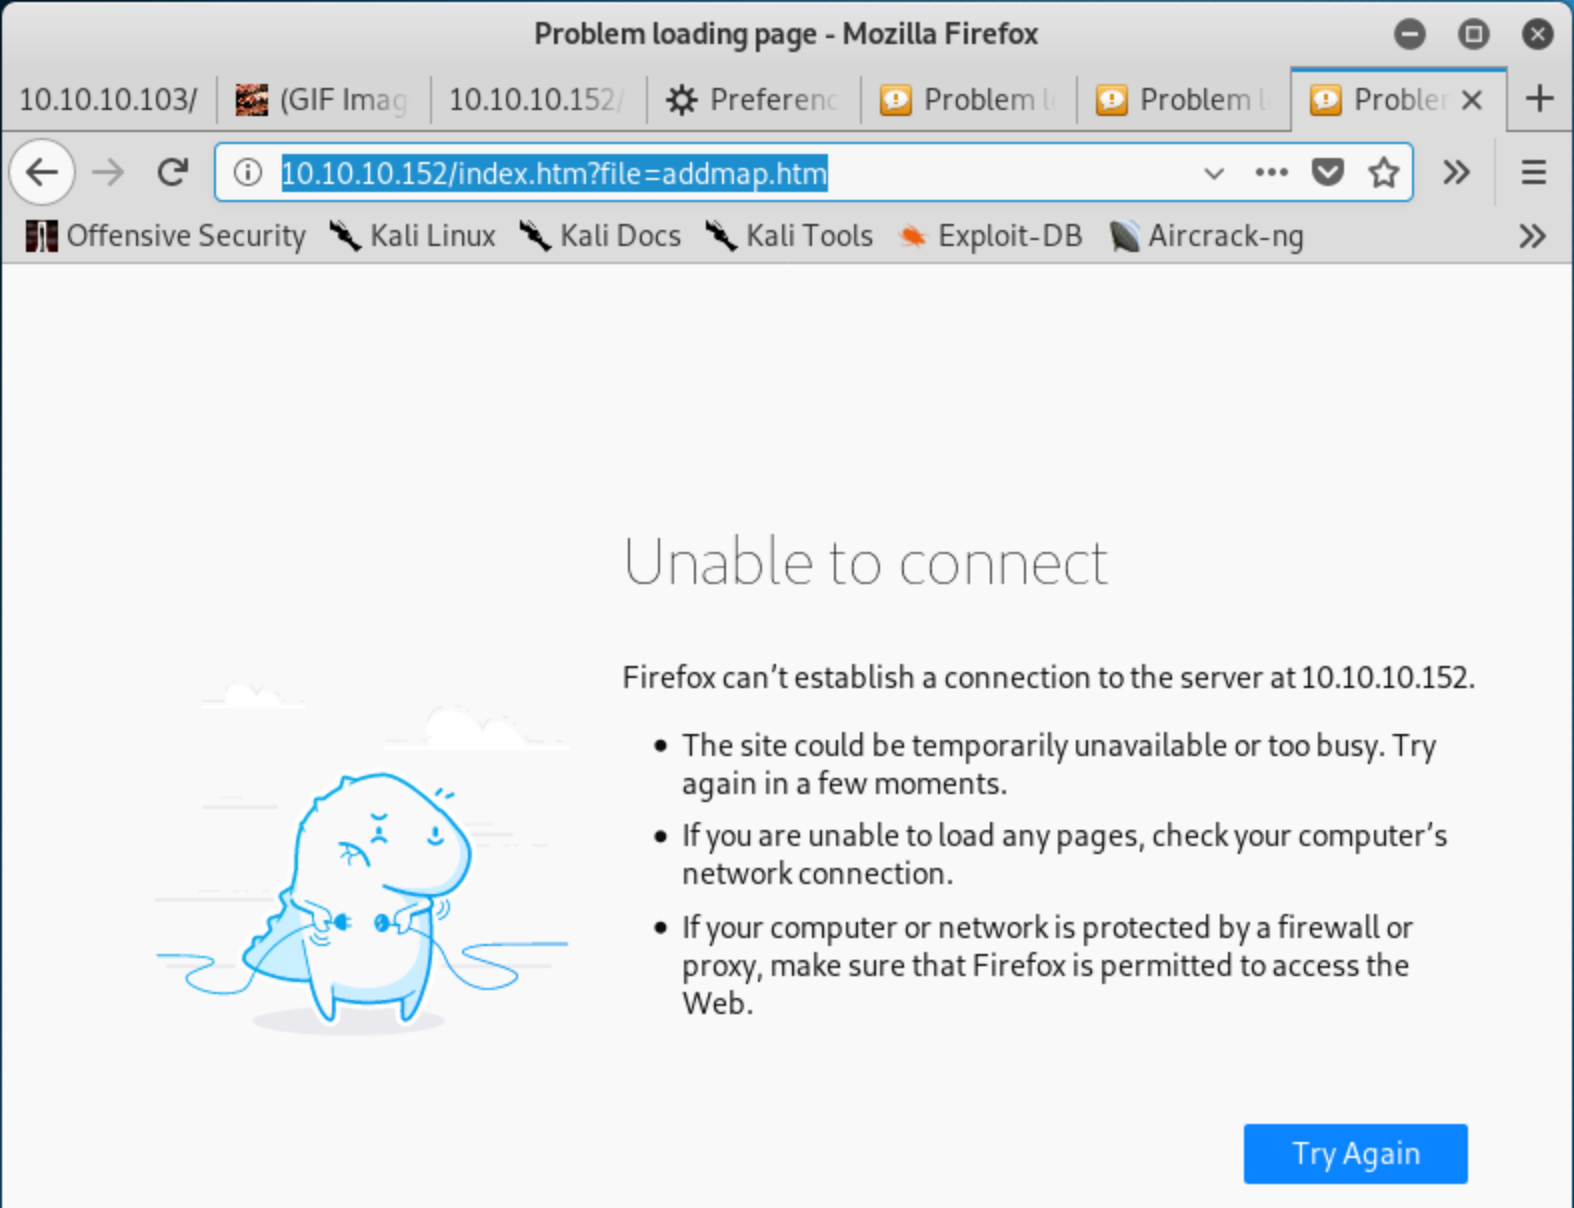 Problem loading page - Mozilla Firefox
10.10.10.103/ (GIF Imag 10.10.10.152/ Preferenc Problem l Problem l Problem
10.10.10.152/index.htm?file=addmap.htm
Offensive Security Kali Linux Kali Docs Kali Tools Exploit-DB Aircrack-ng
Unable to connect
Firefox can’t establish a connection to the server at 10.10.10.152.
The site could be temporarily unavailable or too busy. Try
again in a few moments.
If you are unable to load any pages, check your computer’s
network connection.
If your computer or network is protected by a firewall or
proxy, make sure that Firefox is permitted to access the
Web.
Try Again